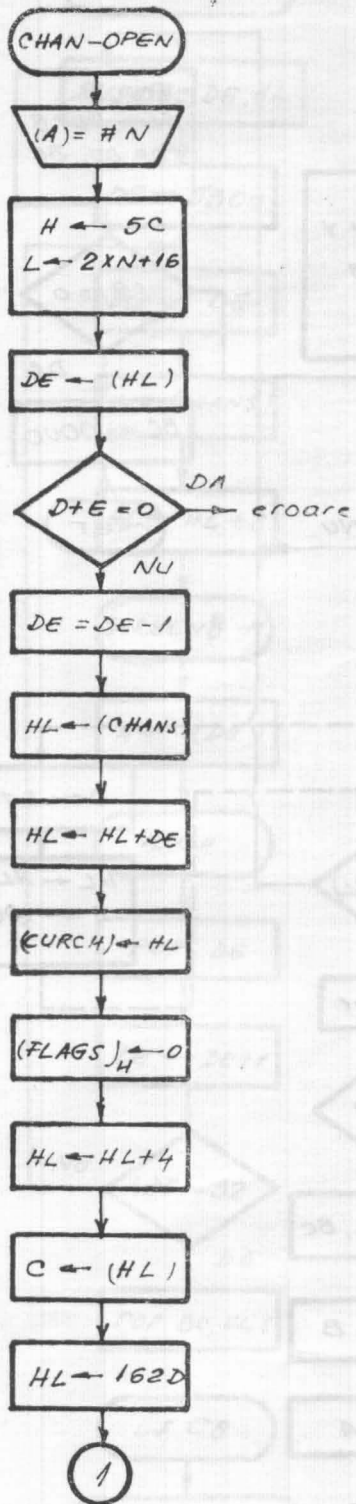 CHAN-OPEN
(A) = # N
H ← 5C
L ← 2XN+16
DE ← (HL)
D+E = 0
DA
eroare
NU
DE = DE - 1
HL ← (CHANS)
HL ← HL+DE
(CURCH) ← HL
(FLAGS)4 ← 0
HL ← HL+4
C ← (HL)
HL ← 162D
1